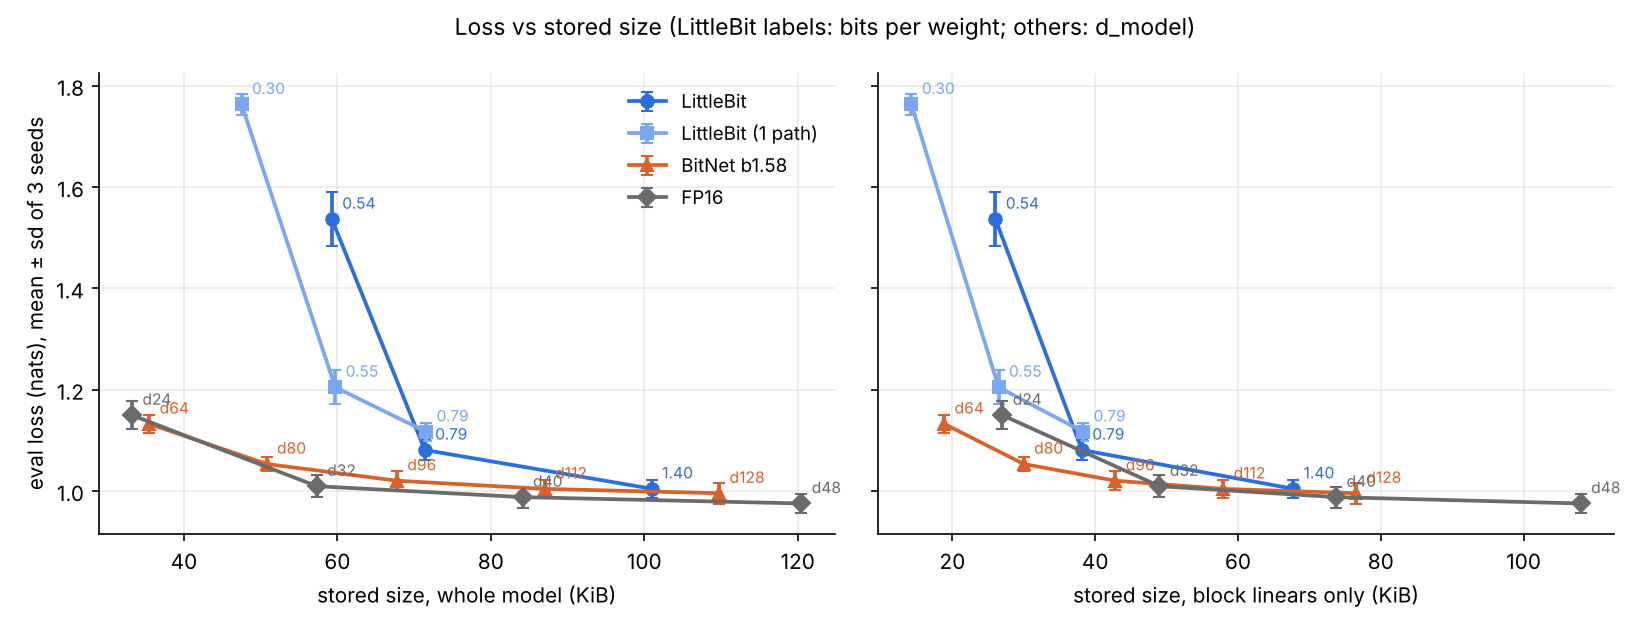 Loss vs stored size (LittleBit labels: bits per weight; others: d_model)
eval loss (nats), mean ± sd of 3 seeds
1.8
1.6
1.4
1.2
1.0
0.30
0.54
0.55
0.79
0.79
1.40
d24
d64
d80
d32
d96
d40
d112
d128
d48
LittleBit
LittleBit (1 path)
BitNet b1.58
FP16
40
60
80
100
120
stored size, whole model (KiB)
0.30
0.54
0.55
0.79
0.79
1.40
d24
d64
d80
d96
d32
d112
d40
d128
d48
20
40
60
80
100
stored size, block linears only (KiB)